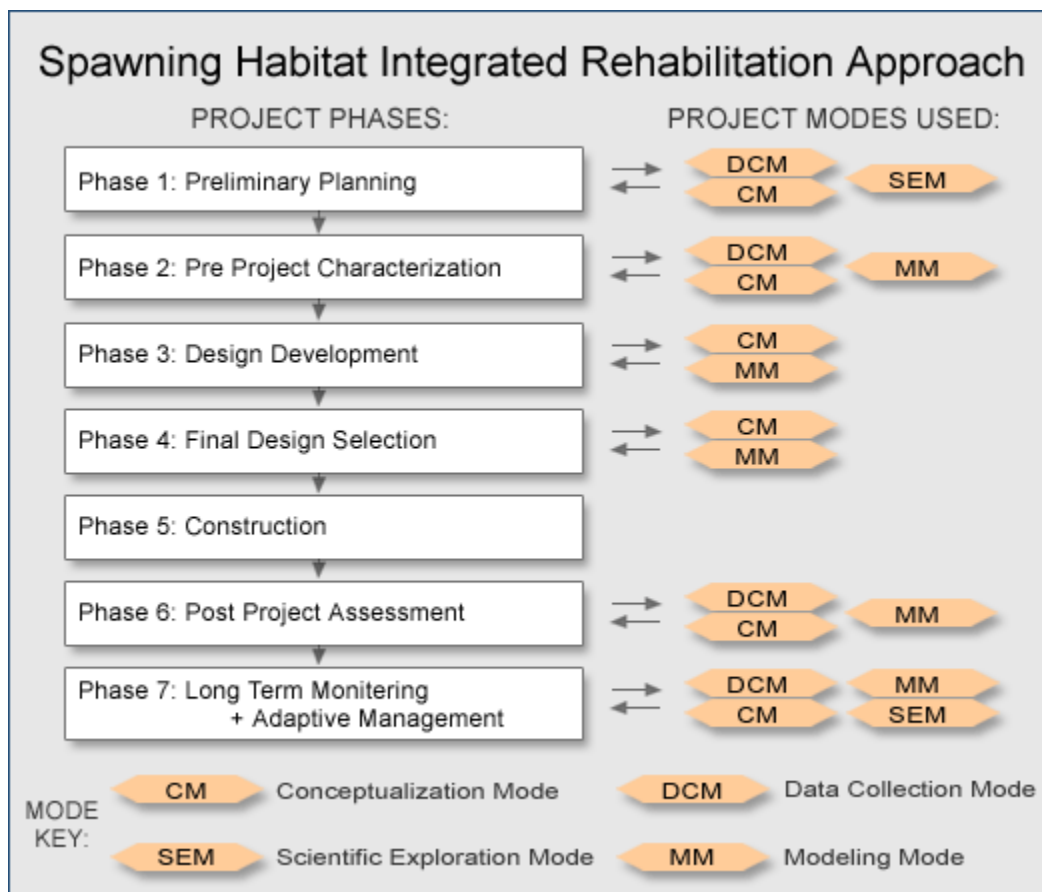 Spawning Habitat Integrated Rehabilitation Approach
PROJECT PHASES:
PROJECT MODES USED:
Phase 1: Preliminary Planning
DCM
CM
SEM
Phase 2: Pre Project Characterization
DCM
CM
MM
Phase 3: Design Development
CM
MM
Phase 4: Final Design Selection
CM
MM
Phase 5: Construction
Phase 6: Post Project Assessment
DCM
CM
MM
Phase 7: Long Term Monitering
+ Adaptive Management
DCM
MM
CM
SEM
MODE
KEY:
CM
Conceptualization Mode
DCM
Data Collection Mode
SEM
Scientific Exploration Mode
MM
Modeling Mode